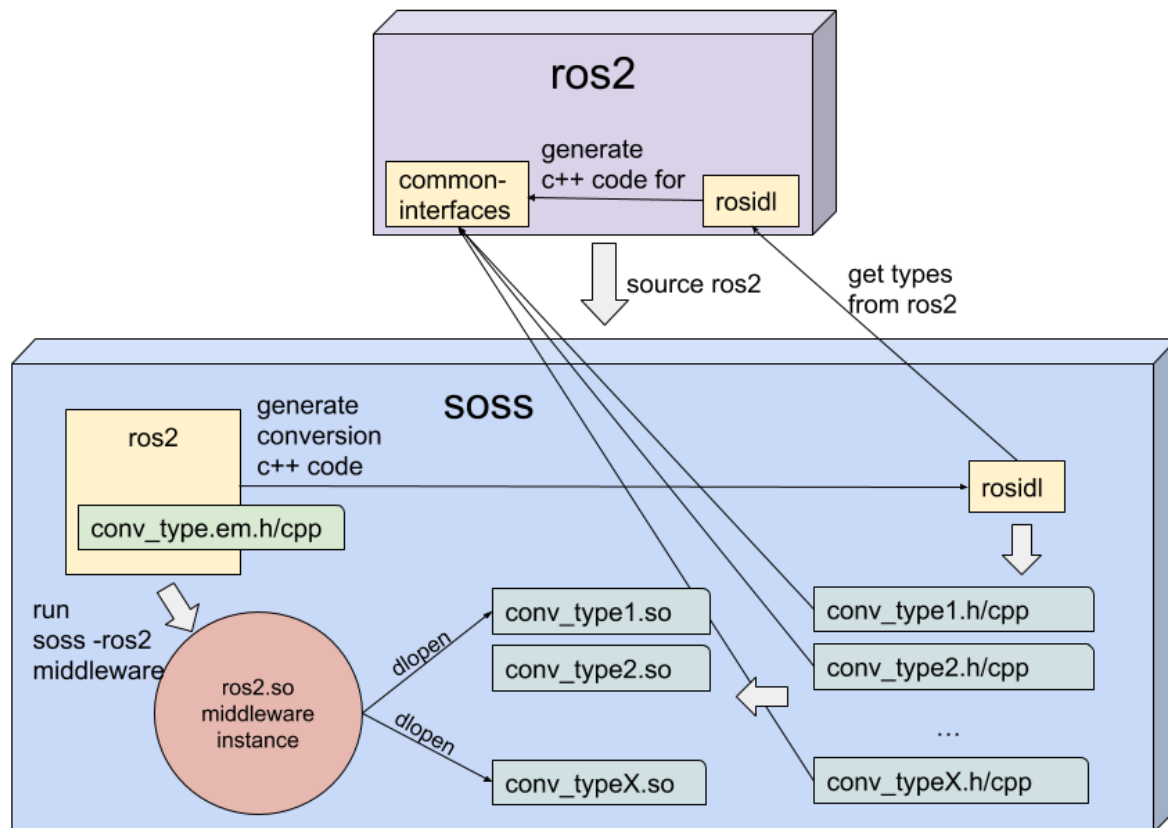 ros2
generate
c++ code for
common-
interfaces
rosidl
source ros2
get types
from ros2
soss
generate
conversion
c++ code
ros2
rosidl
conv_type.em.h/cpp
run
soss -ros2
middleware
ros2.so
middleware
instance
dlopen
dlopen
conv_type1.so
conv_type2.so
conv_typeX.so
conv_type1.h/cpp
conv_type2.h/cpp
...
conv_typeX.h/cpp